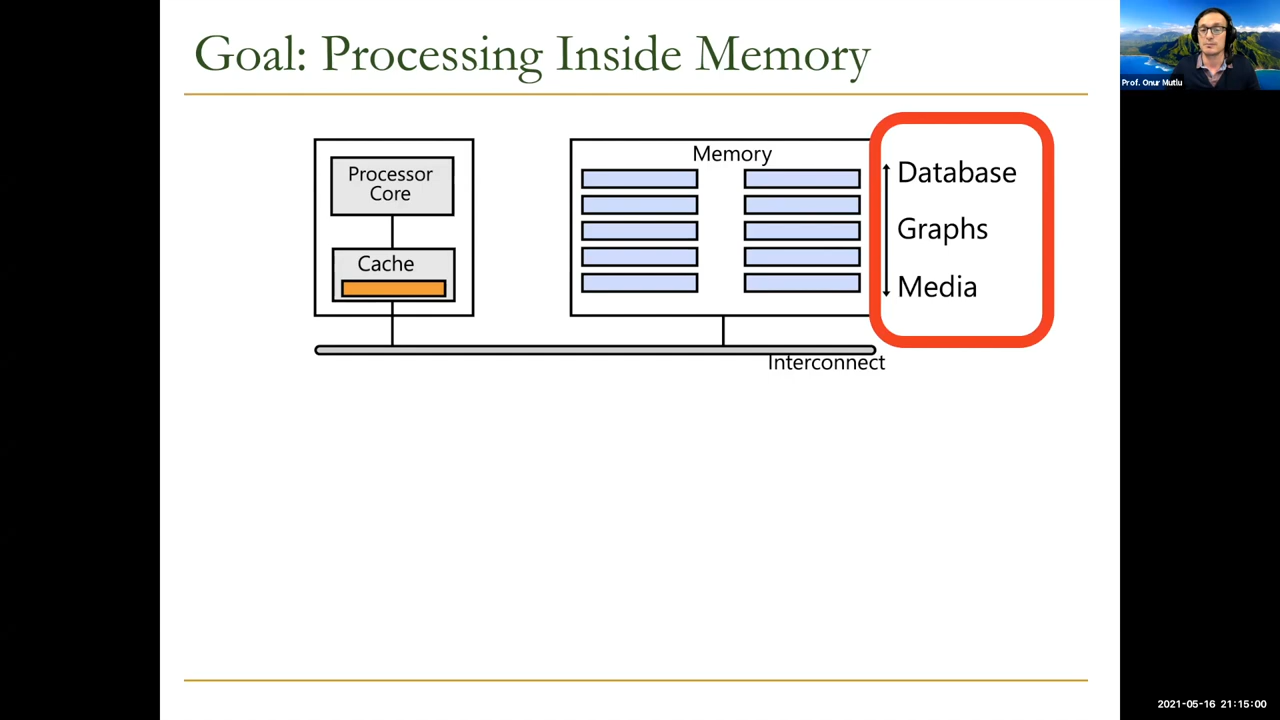 Goal: Processing Inside Memory
Prof. Onur Mutlu
Processor
Core
Cache
Memory
Database
Graphs
Media
Interconnect
2021-05-16 21:15:00